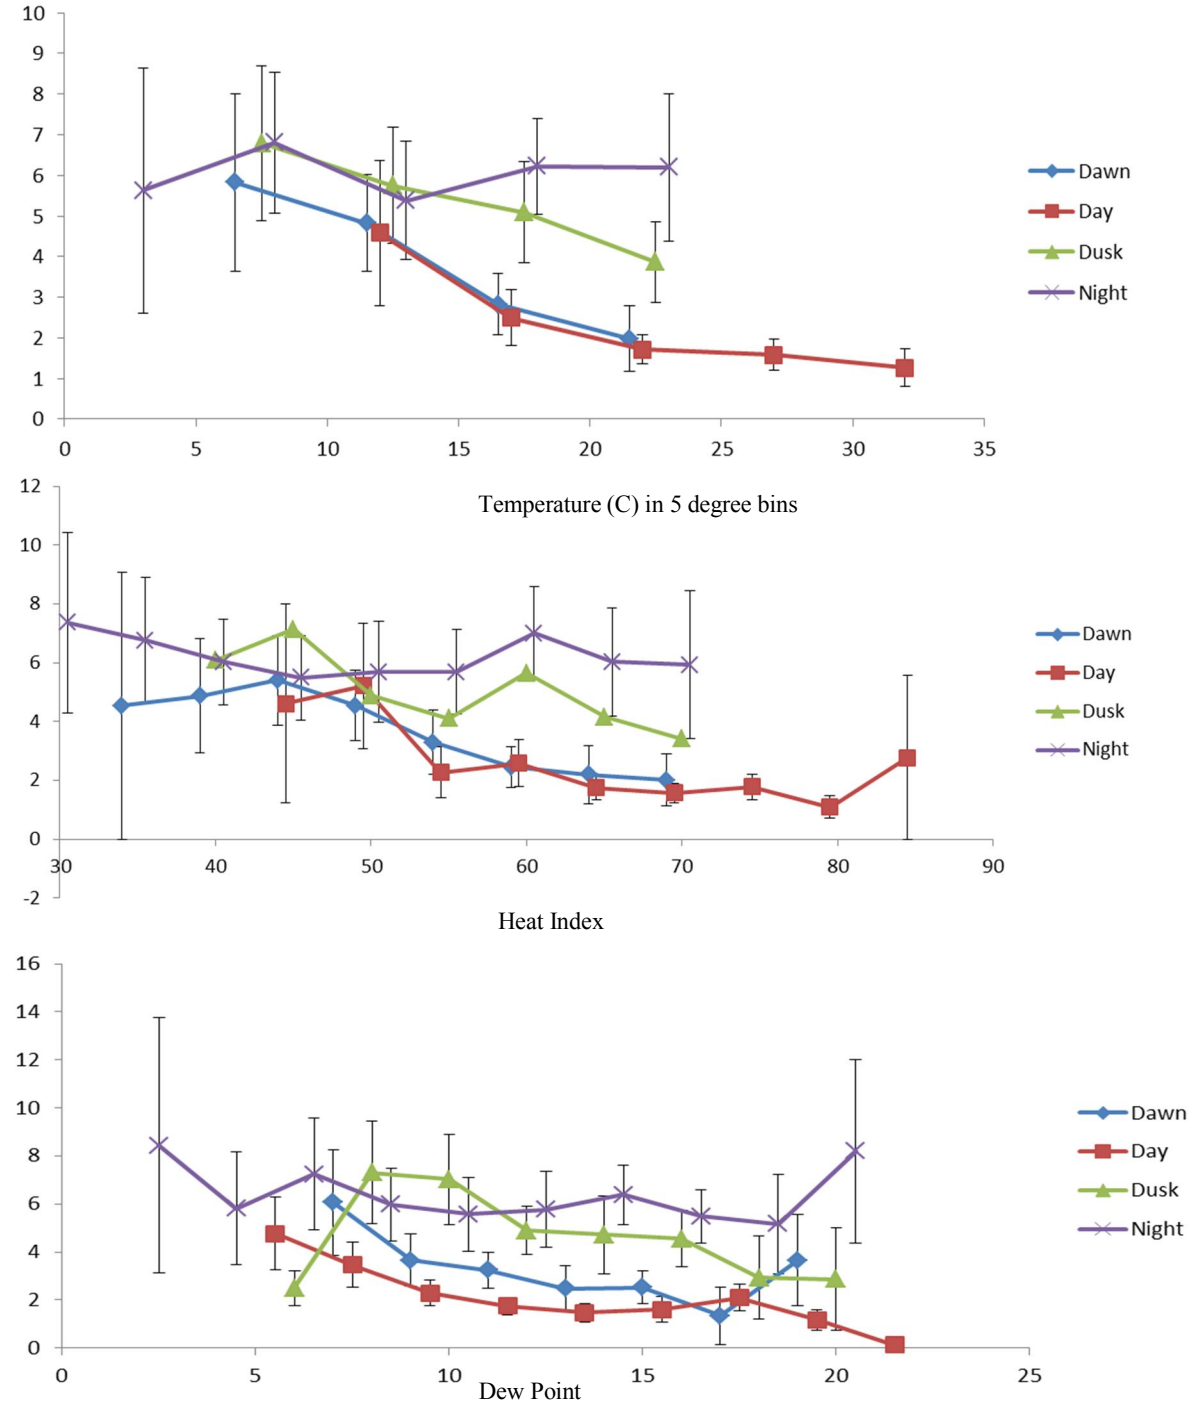 10
9
8
7
6
5
4
3
2
1
0
0 5 10 15 20 25 30 35
Dawn
Day
Dusk
Night
Temperature (C) in 5 degree bins
12
10
8
6
4
2
0
-2
30 40 50 60 70 80 90
Dawn
Day
Dusk
Night
Heat Index
16
14
12
10
8
6
4
2
0
0 5 10 15 20 25
Dawn
Day
Dusk
Night
Dew Point